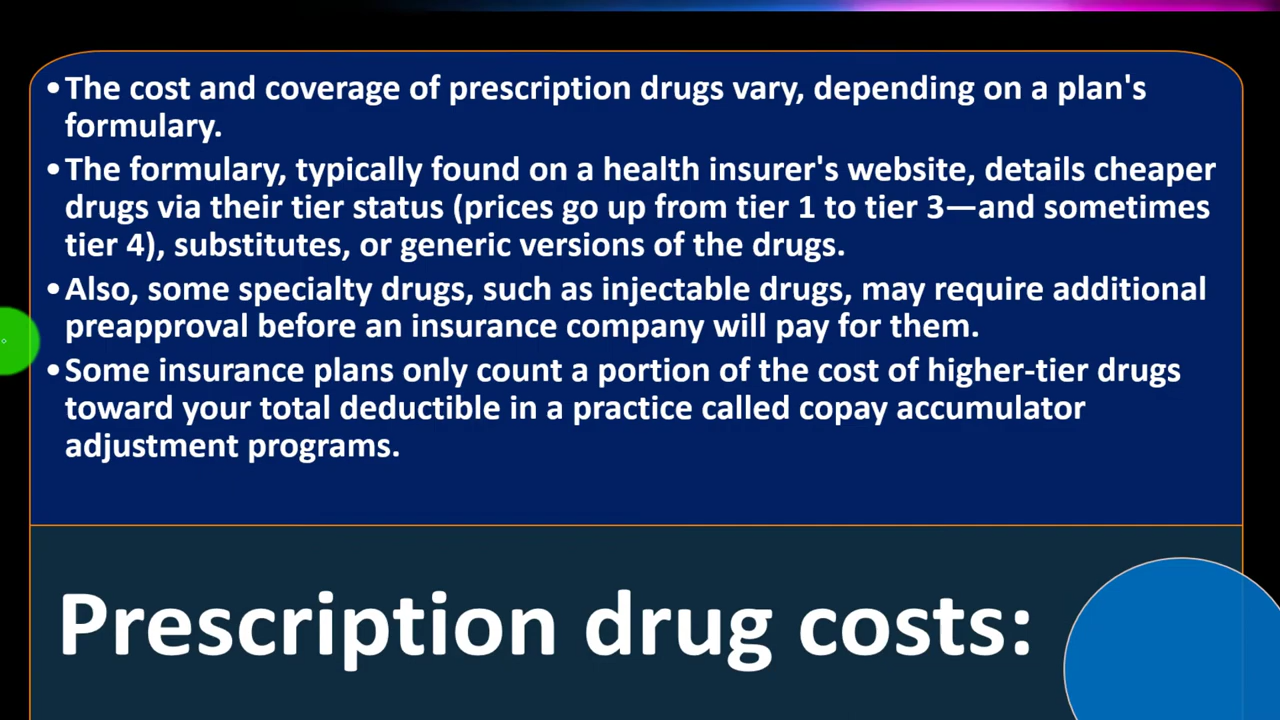 •The cost and coverage of prescription drugs vary, depending on a plan's
formulary.
•The formulary, typically found on a health insurer's website, details cheaper
drugs via their tier status (prices go up from tier 1 to tier 3—and sometimes
tier 4), substitutes, or generic versions of the drugs.
•Also, some specialty drugs, such as injectable drugs, may require additional
preapproval before an insurance company will pay for them.
•Some insurance plans only count a portion of the cost of higher-tier drugs
toward your total deductible in a practice called copay accumulator
adjustment programs.
Prescription drug costs: